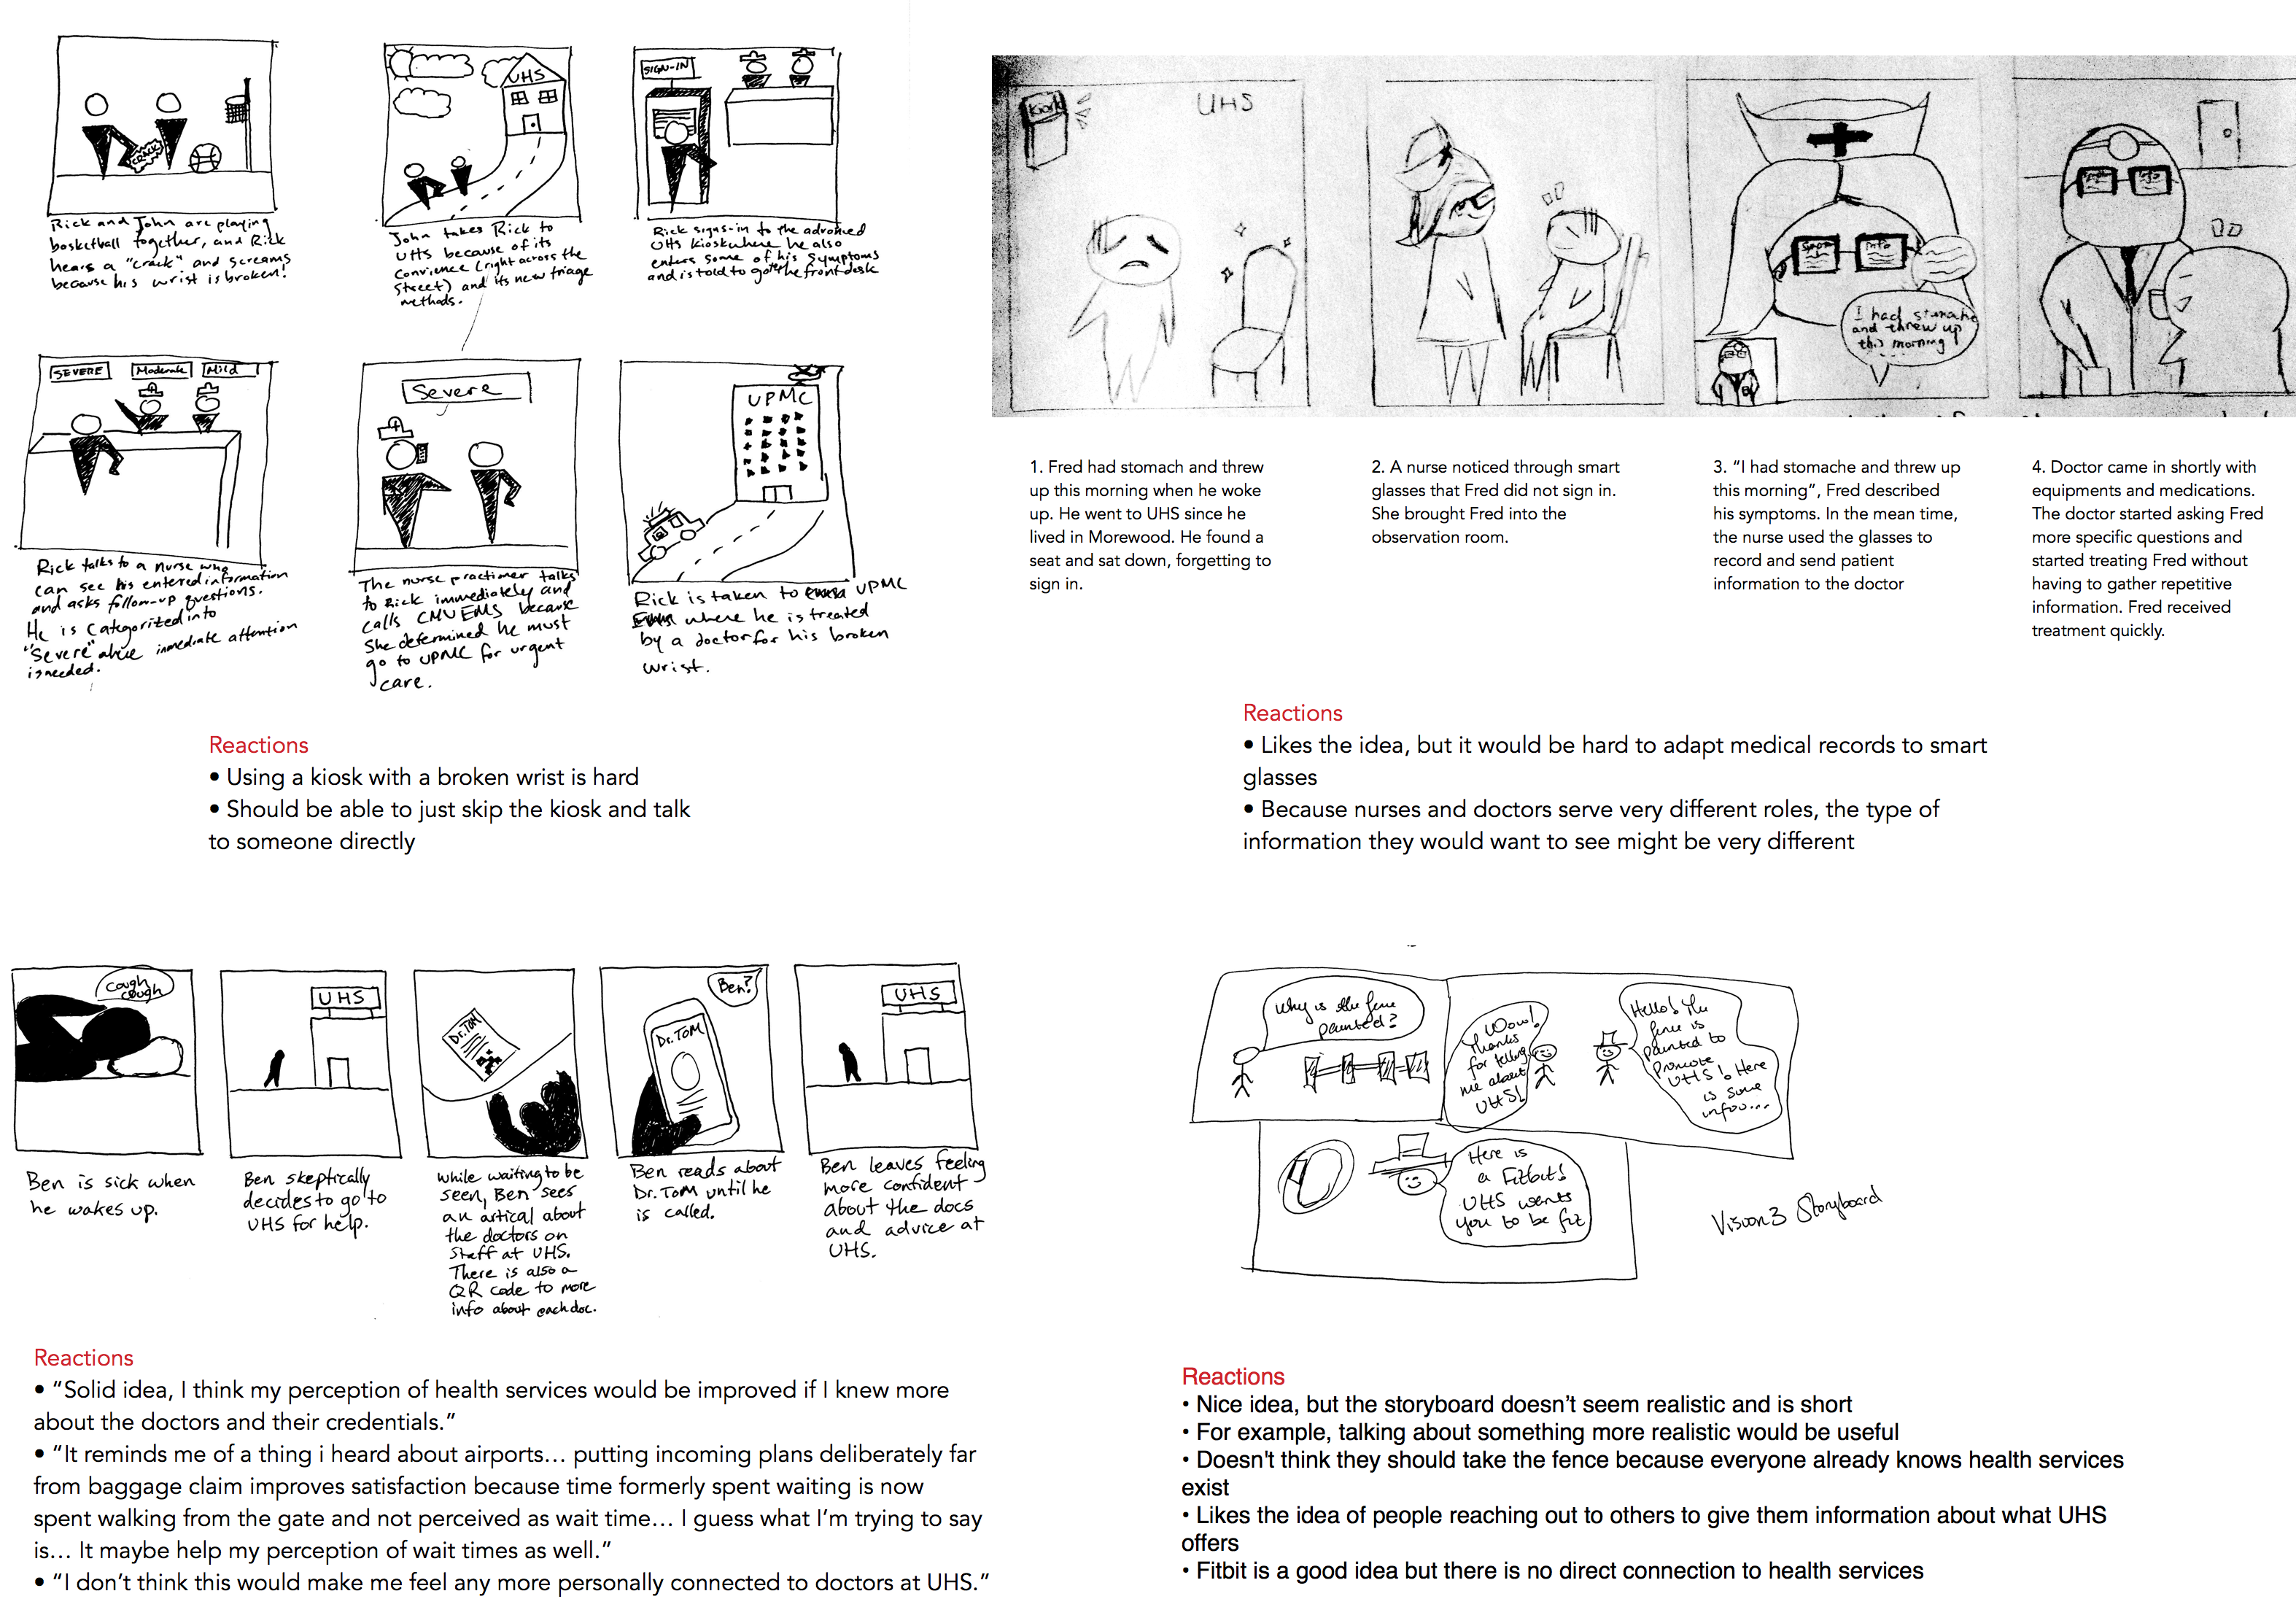 Rick and John are playing
basketball together, and Rick
hears a "crack" and screams
because his wrist is broken!
CRACK
UHS
John takes Rick to
UHS because of its
convience (right across the
street) and its new triage
methods.
SIGN-IN
Rick signs-in to the advanced
UHS kiosk where he also
enters some of his symptoms
and is told to go to the front desk
SEVERE
Moderate
Mild
Rick talks to a nurse who
can see his entered information
and asks follow-up questions.
He is categorized into
"Severe" where immediate attention
is needed.
Severe
The nurse practimer talks
to Rick immediately and
calls CMU EMS because
She determined he must
go to UPMC for urgent
care.
UPMC
Rick is taken to UPMC
where he is treated
by a doctor for his broken
wrist.
Reactions
• Using a kiosk with a broken wrist is hard
• Should be able to just skip the kiosk and talk
to someone directly
Kiosk
UHS
Info
I had stomache
and threw up
this morning
1. Fred had stomach and threw
up this morning when he woke
up. He went to UHS since he
lived in Morewood. He found a
seat and sat down, forgetting to
sign in.
2. A nurse noticed through smart
glasses that Fred did not sign in.
She brought Fred into the
observation room.
3. “I had stomache and threw up
this morning”, Fred described
his symptoms. In the mean time,
the nurse used the glasses to
record and send patient
information to the doctor
4. Doctor came in shortly with
equipments and medications.
The doctor started asking Fred
more specific questions and
started treating Fred without
having to gather repetitive
information. Fred received
treatment quickly.
Reactions
• Likes the idea, but it would be hard to adapt medical records to smart
glasses
• Because nurses and doctors serve very different roles, the type of
information they would want to see might be very different
Cough
cough
Ben is sick when
he wakes up.
UHS
Ben skeptically
decides to go to
UHS for help.
Dr. TOM
While waiting to be
seen, Ben sees
an artical about
the doctors on
staff at UHS.
There is also a
QR code to more
info about each doc.
Ben?
Dr. TOM
Ben reads about
Dr. Tom until he
is called.
UHS
Ben leaves feeling
more confident
about the docs
and advice at
UHS.
Reactions
• “Solid idea, I think my perception of health services would be improved if I knew more
about the doctors and their credentials.”
• “It reminds me of a thing i heard about airports... putting incoming plans deliberately far
from baggage claim improves satisfaction because time formerly spent waiting is now
spent walking from the gate and not perceived as wait time... I guess what I’m trying to say
is... It maybe help my perception of wait times as well.”
• “I don’t think this would make me feel any more personally connected to doctors at UHS.”
Why is the fence
painted?
Wow!
Thanks
for telling
me about
UHS!
Hello! The
fence is
painted to
promote
UHS! Here
is some
info...
Here is
a Fitbit!
UHS wants
you to be fit
Vision 3 Storyboard
Reactions
• Nice idea, but the storyboard doesn’t seem realistic and is short
• For example, talking about something more realistic would be useful
• Doesn't think they should take the fence because everyone already knows health services
exist
• Likes the idea of people reaching out to others to give them information about what UHS
offers
• Fitbit is a good idea but there is no direct connection to health services